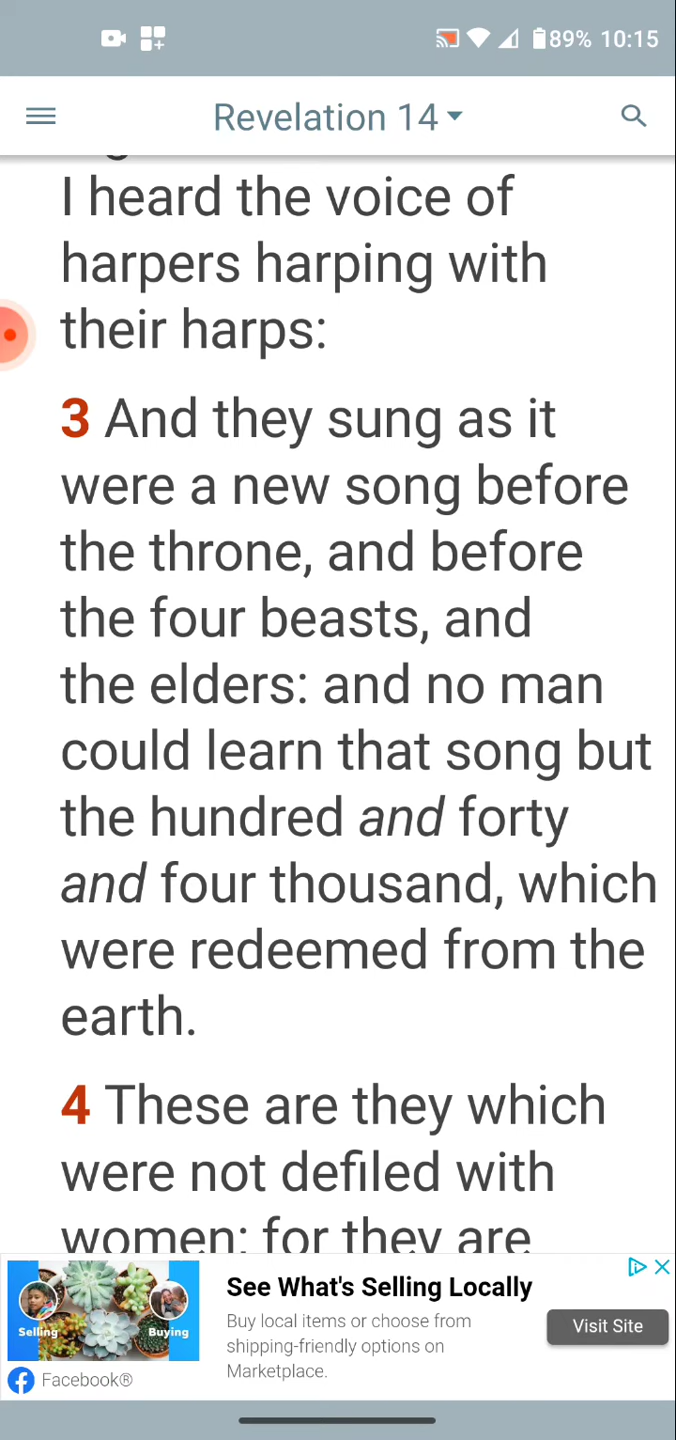 89% 10:15
Revelation 14
I heard the voice of
harpers harping with
their harps:
3 And they sung as it
were a new song before
the throne, and before
the four beasts, and
the elders: and no man
could learn that song but
the hundred and forty
and four thousand, which
were redeemed from the
earth.
4 These are they which
were not defiled with
women; for they are
See What's Selling Locally
Buy local items or choose from
shipping-friendly options on
Marketplace.
Visit Site
Selling
Buying
Facebook®